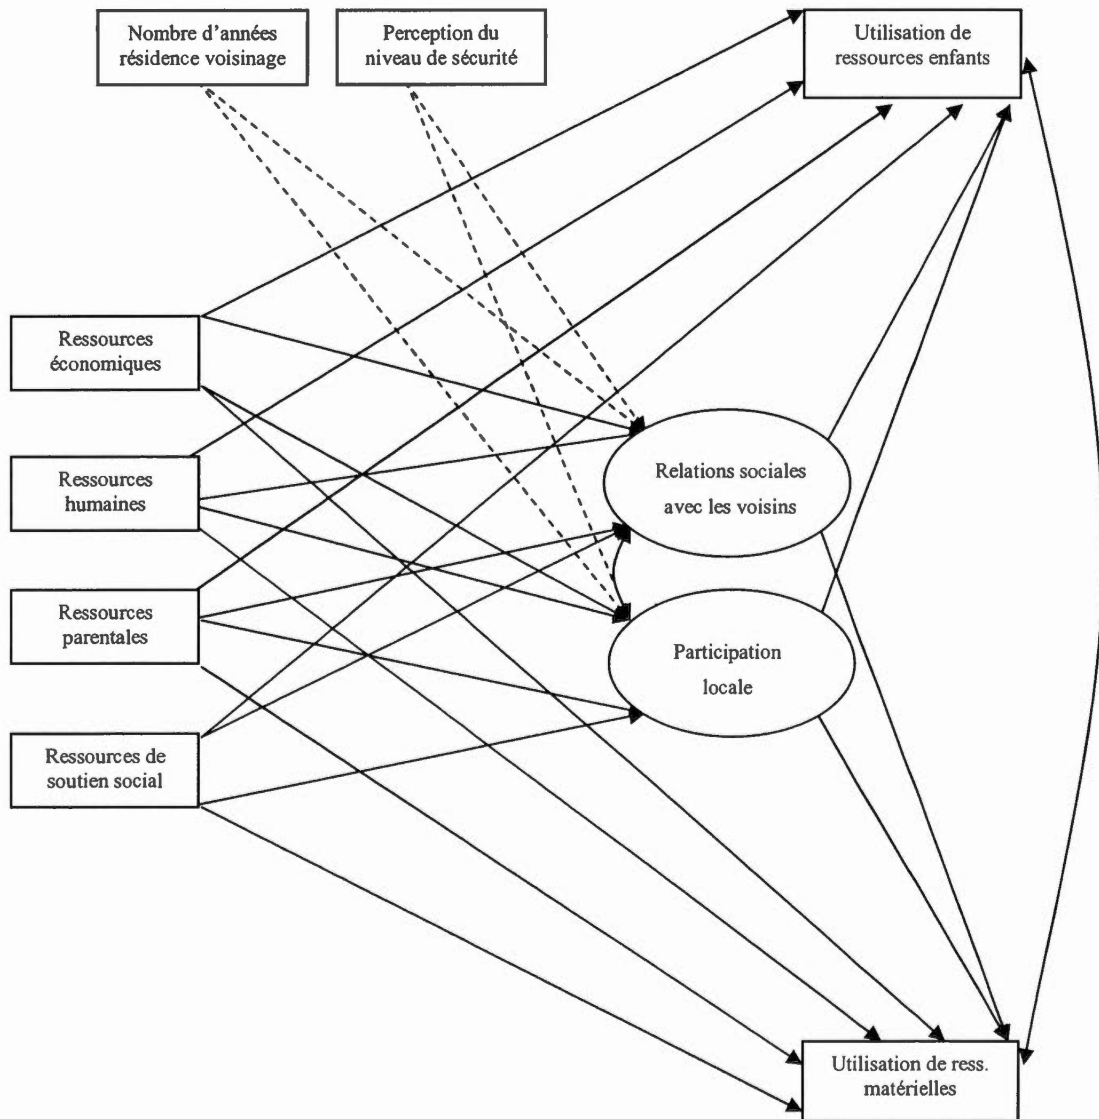 Nombre d'années
résidence voisinage
Perception du
niveau de sécurité
Utilisation de
ressources enfants
Ressources
économiques
Ressources
humaines
Ressources
parentales
Ressources de
soutien social
Relations sociales
avec les voisins
Participation
locale
Utilisation de ress.
matérielles